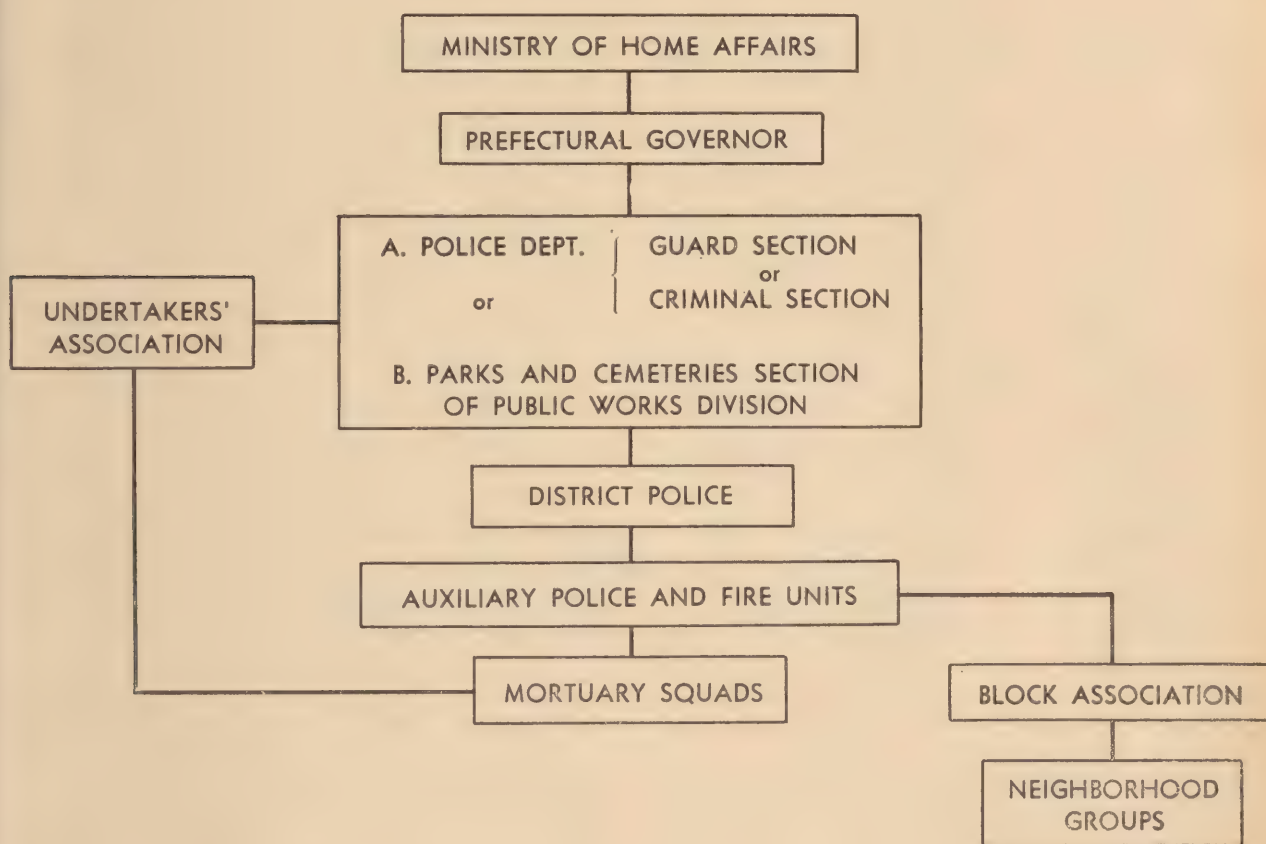 MINISTRY OF HOME AFFAIRS
PREFECTURAL GOVERNOR
A. POLICE DEPT.
or
GUARD SECTION
or
CRIMINAL SECTION
B. PARKS AND CEMETERIES SECTION
OF PUBLIC WORKS DIVISION
UNDERTAKERS'
ASSOCIATION
DISTRICT POLICE
AUXILIARY POLICE AND FIRE UNITS
MORTUARY SQUADS
BLOCK ASSOCIATION
NEIGHBORHOOD
GROUPS